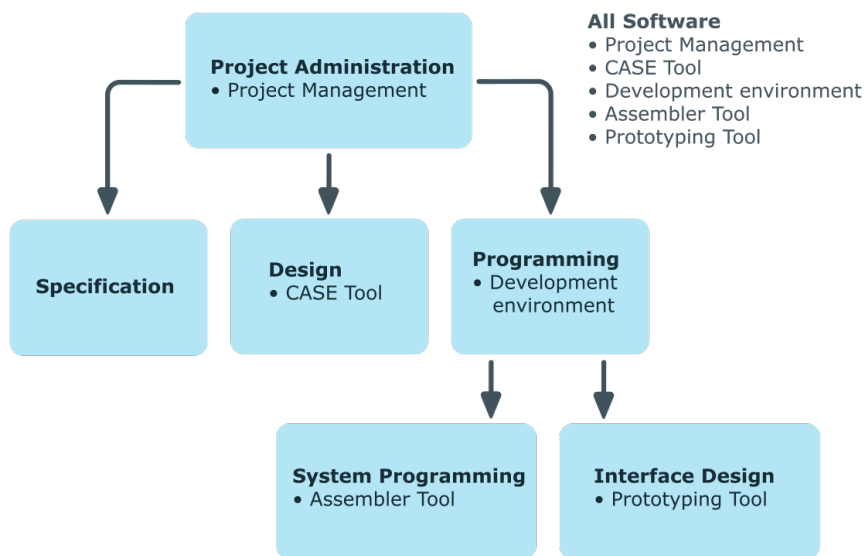 Project Administration
• Project Management
All Software
• Project Management
• CASE Tool
• Development environment
• Assembler Tool
• Prototyping Tool
Specification
Design
• CASE Tool
Programming
• Development
environment
System Programming
• Assembler Tool
Interface Design
• Prototyping Tool